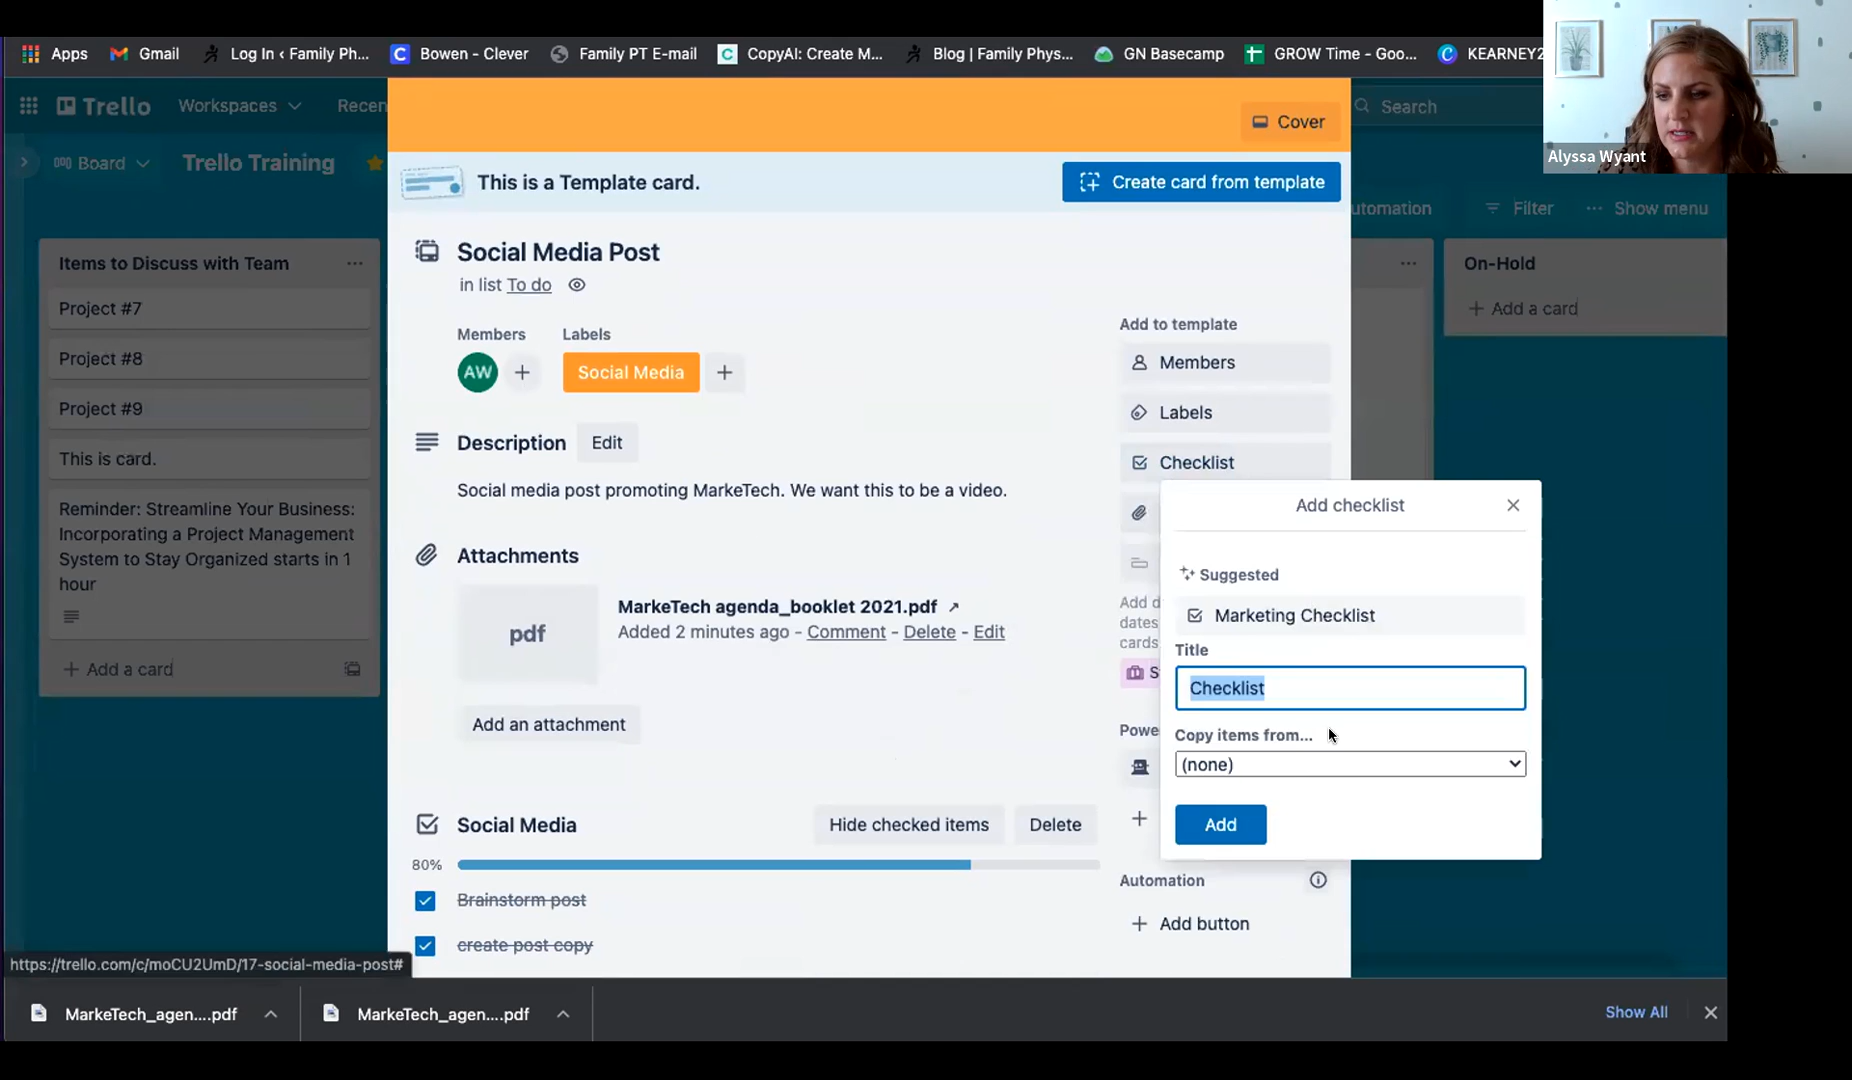 Apps
Gmail
Log In ‹ Family Ph...
Bowen - Clever
Family PT E-mail
CopyAI: Create M...
Blog | Family Phys...
GN Basecamp
GROW Time - Goo...
KEARNEY2
Alyssa Wyant
Trello
Workspaces
Recen
Search
Cover
Board
Trello Training
This is a Template card.
Create card from template
utomation
Filter
··· Show menu
Items to Discuss with Team
Project #7
Project #8
Project #9
This is card.
Reminder: Streamline Your Business:
Incorporating a Project Management
System to Stay Organized starts in 1
hour
+ Add a card
Social Media Post
in list To do
Members
Labels
AW
+
Social Media
+
Description
Edit
Social media post promoting MarkeTech. We want this to be a video.
Attachments
pdf
MarkeTech agenda_booklet 2021.pdf ↗
Added 2 minutes ago - Comment - Delete - Edit
Add an attachment
Social Media
Hide checked items
Delete
80%
Brainstorm post
create post copy
Add to template
Members
Labels
Checklist
Add d
dates
cards
S
Powe
+
Automation
+ Add button
Add checklist
Suggested
Marketing Checklist
Title
Checklist
Copy items from...
(none)
Add
On-Hold
+ Add a card
https://trello.com/c/moCU2UmD/17-social-media-post#
MarkeTech_agen....pdf
MarkeTech_agen....pdf
Show All